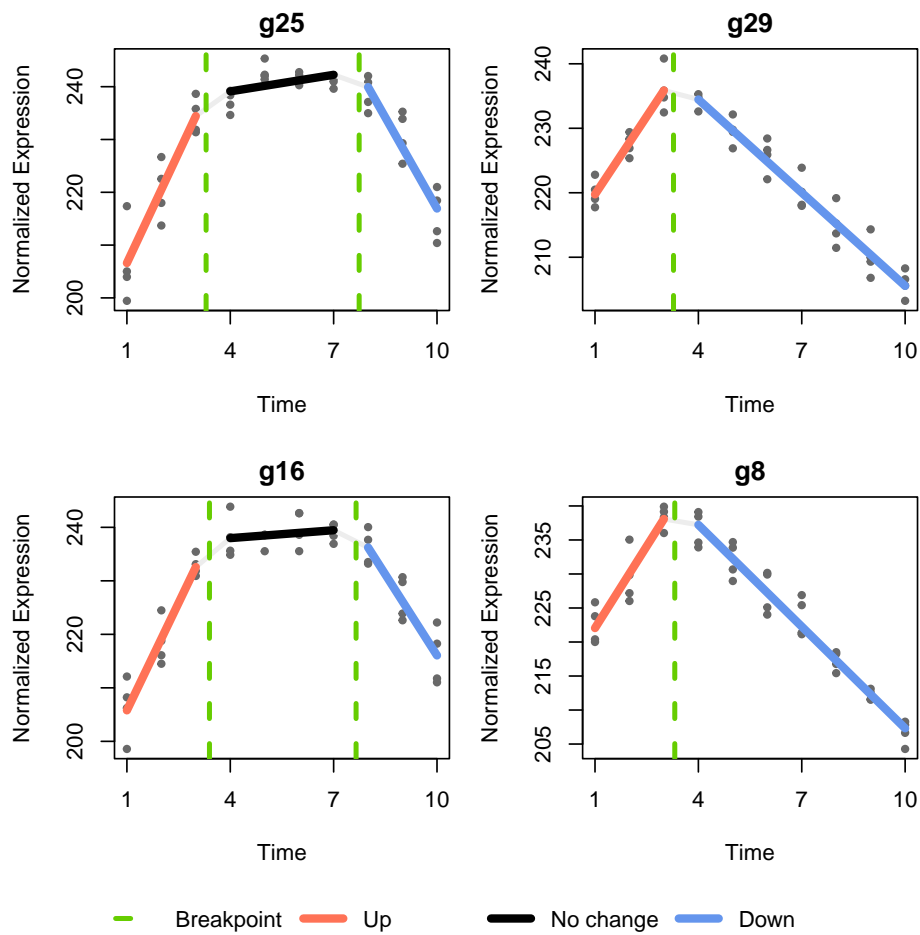 g25
Normalized Expression
200
220
240
1
4
7
10
Time
g29
Normalized Expression
210
220
230
240
1
4
7
10
Time
g16
Normalized Expression
200
220
240
1
4
7
10
Time
g8
Normalized Expression
205
215
225
235
1
4
7
10
Time
Breakpoint Up No change Down